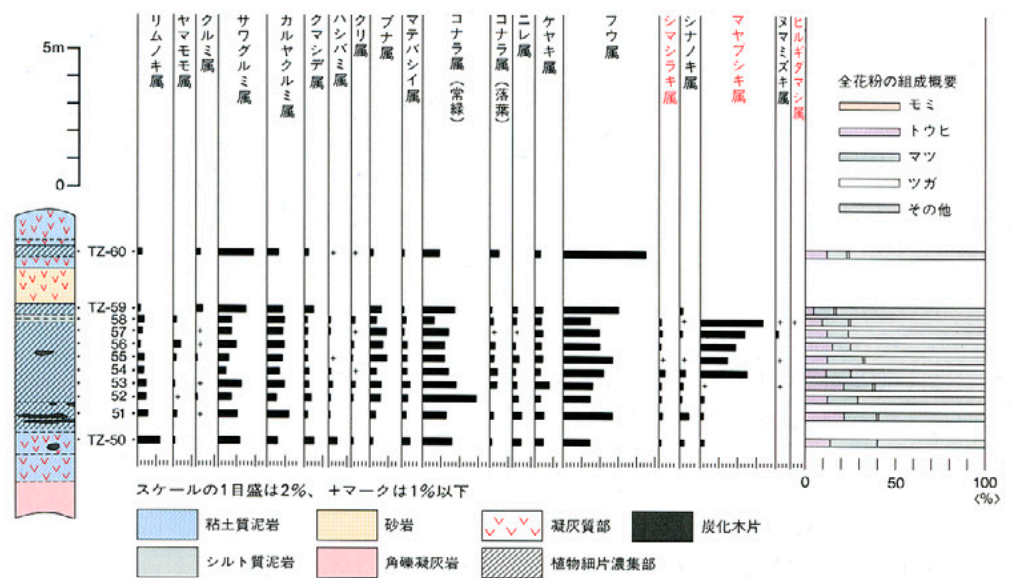 5m
0
リムノキ属
ヤマモモ属
クルミ属
サワグルミ属
カルヤクルミ属
クマシデ属
ハシバミ属
クリ属
ブナ属
マテバシイ属
コナラ属(常緑)
コナラ属(落葉)
ニレ属
ケヤキ属
フウ属
シマシラキ属
シナノキ属
マヤプシキ属
ヌマミズキ属
ヒルギダマシ属
全花粉の組成概要
モミ
トウヒ
マツ
ツガ
その他
TZ-60
TZ-59
58
57
56
55
54
53
52
51
TZ-50
0 50 100
〈%〉
スケールの1目盛は2%、+マークは1%以下
粘土質泥岩
砂岩
凝灰質部
炭化木片
シルト質泥岩
角礫凝灰岩
植物細片濃集部